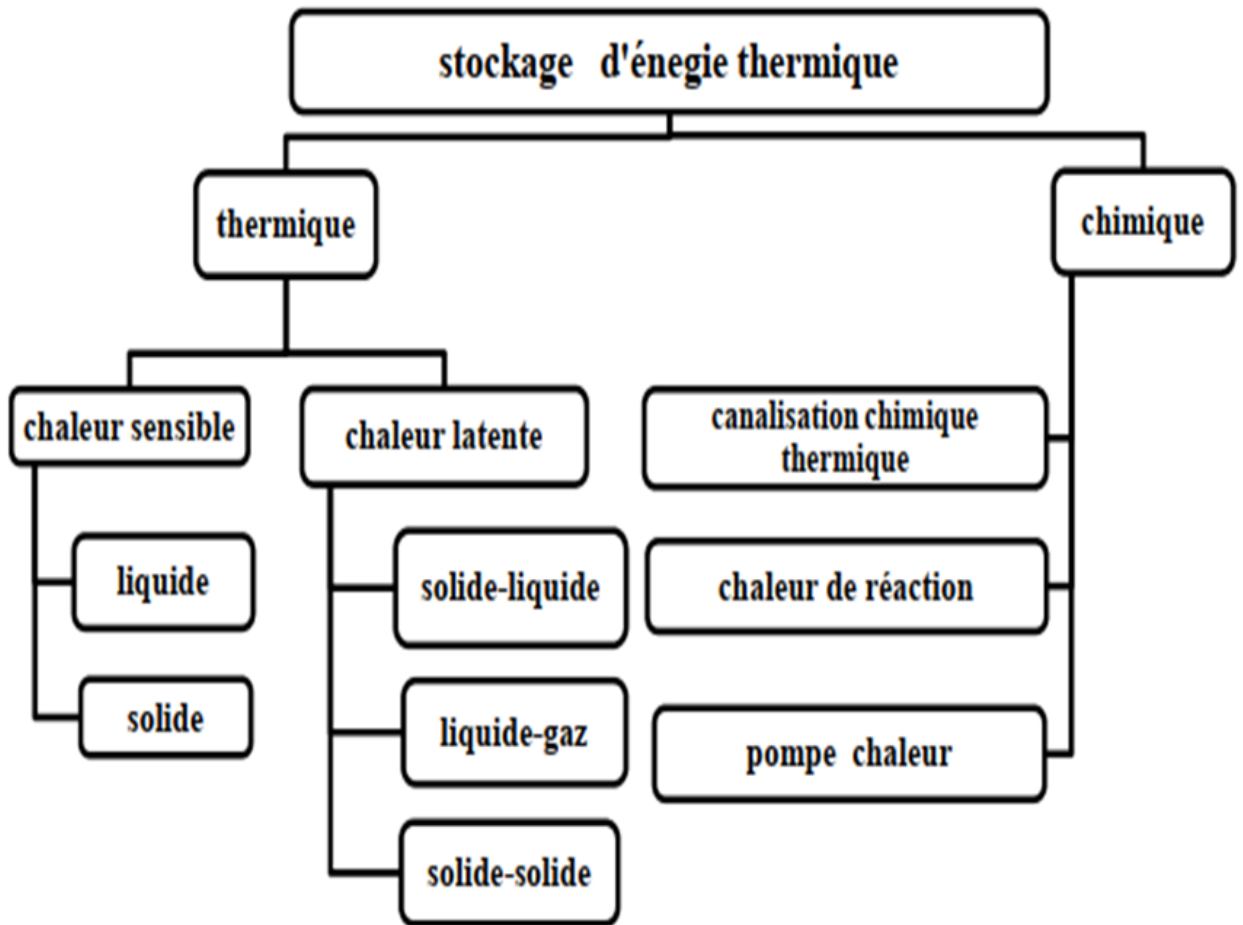 stockage d'énegie thermique
thermique
chimique
chaleur sensible
chaleur latente
canalisation chimique
thermique
liquide
solide-liquide
chaleur de réaction
solide
liquide-gaz
pompe chaleur
solide-solide